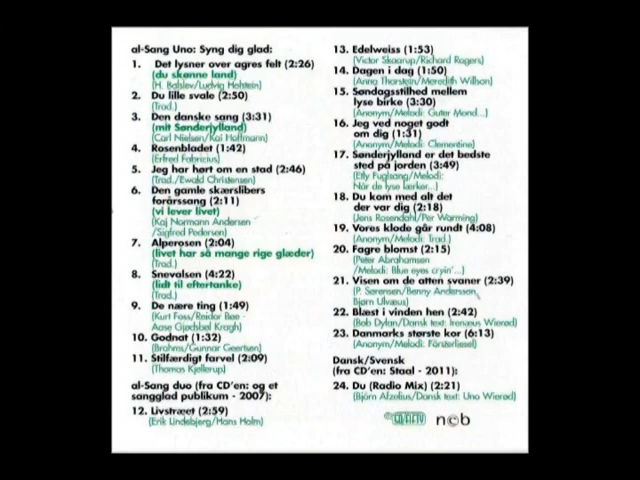 al-Sang Uno: Syng dig glad:
1. Det lysner over agres felt (2:26)
(du skønne land)
(H. Balslev/Ludvig Holstein)
2. Du lille svale (2:50)
(Trad.)
3. Den danske sang (3:31)
(mit Sønderjylland)
(Carl Nielsen/Kai Hoffmann)
4. Rosenbladet (1:42)
(Erfred Fabricius)
5. Jeg har hørt om en stad (2:46)
(Trad./Ewald Christensen)
6. Den gamle skærslibers
forårssang (2:11)
(vi lever livet)
(Kaj Normann Andersen
/Sigfred Pedersen)
7. Alperosen (2:04)
(livet har så mange rige glæder)
(Trad.)
8. Snevalsen (4:22)
(lidt til eftertanke)
(Trad.)
9. De nære ting (1:49)
(Kurt Foss/Reidar Bøe -
Aase Gjødsbøl Krogh)
10. Godnat (1:32)
(Brahms/Gunnar Geertsen)
11. Stilfærdigt farvel (2:09)
(Thomas Kjellerup)
al-Sang duo (fra CD'en: og et
sangglad publikum - 2007):
12. Livstræet (2:59)
(Erik Lindebjerg/Hans Holm)
13. Edelweiss (1:53)
(Victor Skaarup/Richard Rogers)
14. Dagen i dag (1:50)
(Anna Thorstein/Meredith Willson)
15. Søndagsstilhed mellem
lyse birke (3:30)
(Anonym/Melodi: Guter Mond...)
16. Jeg ved noget godt
om dig (1:31)
(Anonym/Melodi: Clementine)
17. Sønderjylland er det bedste
sted på jorden (3:49)
(Elly Fuglsang/Melodi:
Når de lyse lærker...)
18. Du kom med alt det
der var dig (2:18)
(Jens Rosendahl/Per Warming)
19. Vores klode går rundt (4:08)
(Anonym/Melodi: Trad.)
20. Fagre blomst (2:15)
(Peter Abrahamsen
/Melodi: Blue eyes cryin'...)
21. Visen om de atten svaner (2:39)
(P. Sørensen/Benny Andersson,
Bjørn Ulvæus)
22. Blæst i vinden hen (2:42)
(Bob Dylan/Dansk text: Irenæus Wierød)
23. Danmarks største kor (6:13)
(Anonym/Melodi: Försterliesel)
Dansk/Svensk
(fra CD'en: Staal - 2011):
24. Du (Radio Mix) (2:21)
(Björn Afzelius/Dansk text: Uno Wierød)
ncb